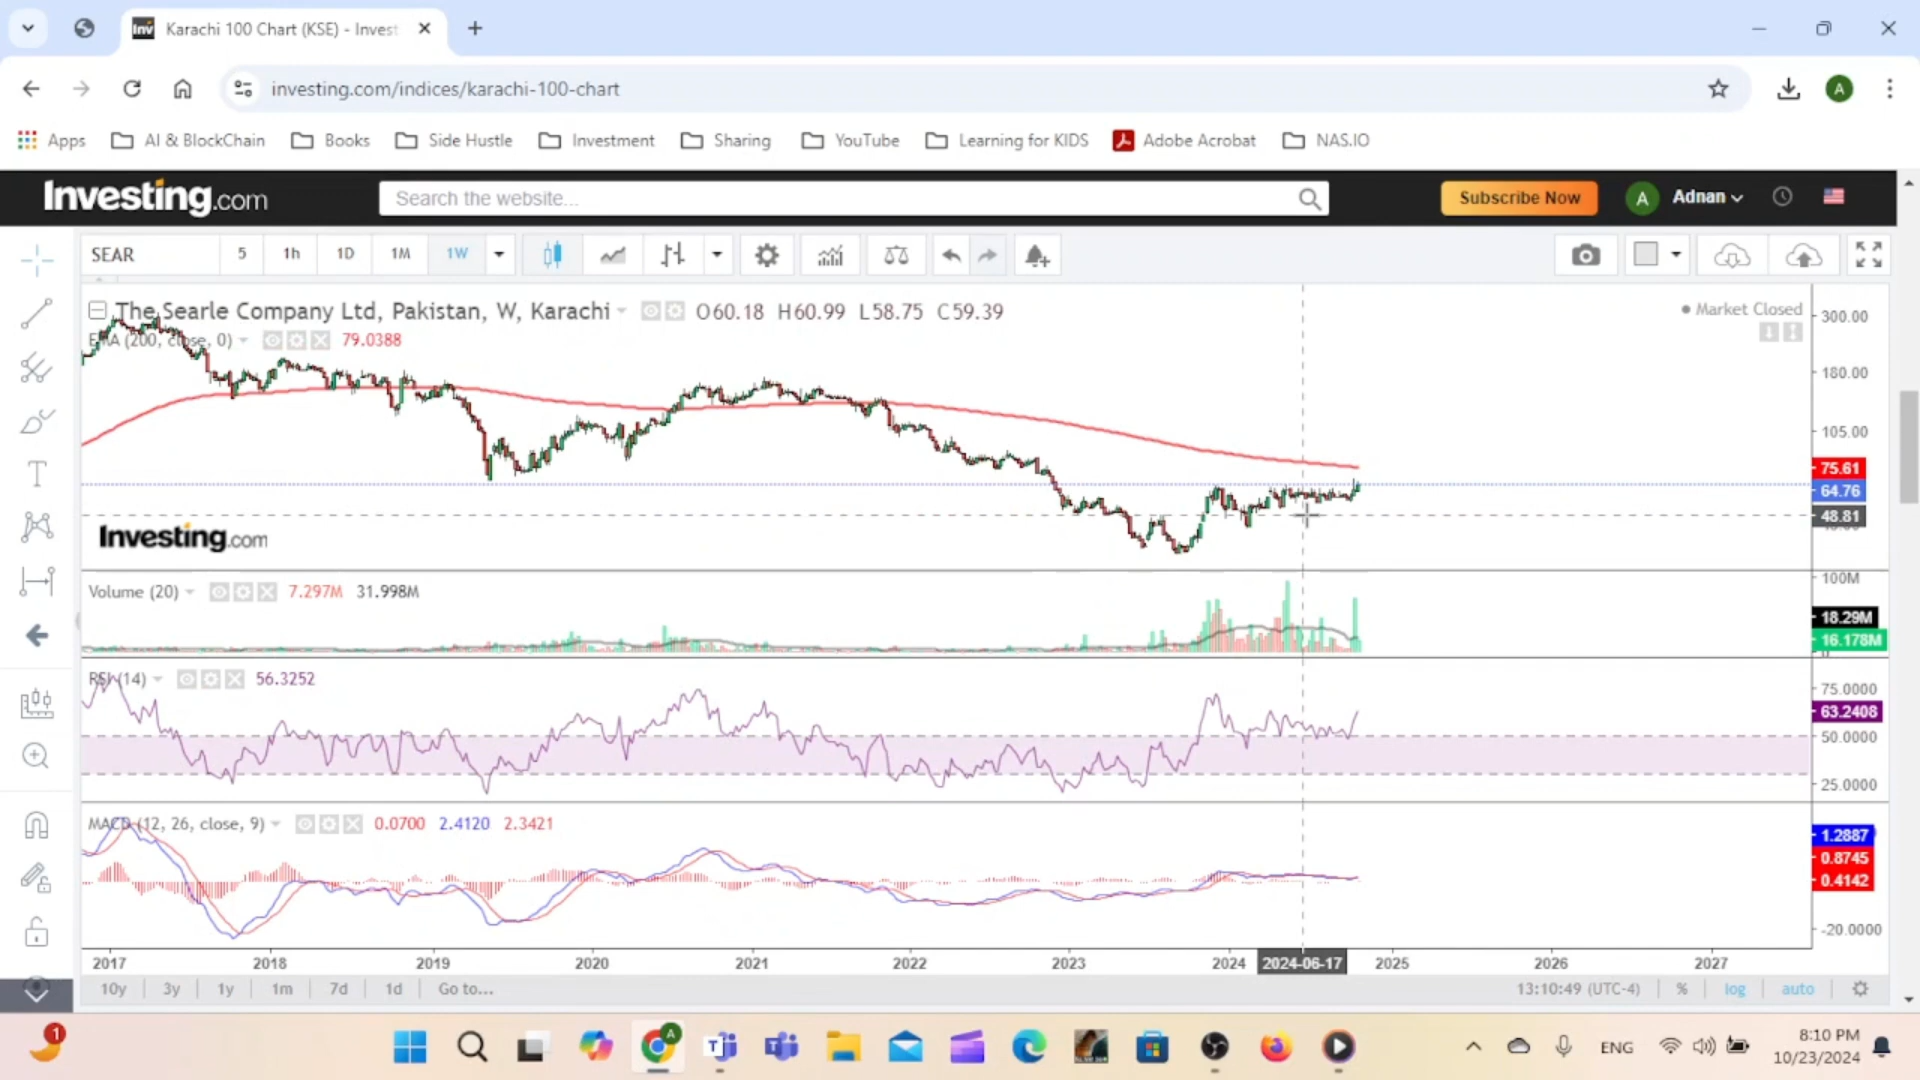 Karachi 100 Chart (KSE) - Invest
investing.com/indices/karachi-100-chart
A
Apps AI & BlockChain Books Side Hustle Investment Sharing YouTube Learning for KIDS Adobe Acrobat NAS.IO
Investing.com Search the website... Subscribe Now A Adnan
SEAR 5 1h 1D 1M 1W
The Searle Company Ltd, Pakistan, W, Karachi O60.18 H60.99 L58.75 C59.39
Market Closed
EMA (200, close, 0) 79.0388
300.00
180.00
105.00
75.61
64.76
48.81
Investing.com
Volume (20) 7.297M 31.998M
100M
18.29M
16.178M
RSI (14) 56.3252
75.0000
63.2408
50.0000
25.0000
MACD (12, 26, close, 9) 0.0700 2.4120 2.3421
1.2887
0.8745
0.4142
-20.0000
2017 2018 2019 2020 2021 2022 2023 2024 2024-06-17 2025 2026 2027
10y 3y 1y 1m 7d 1d Go to... 13:10:49 (UTC-4) % log auto
1
A
ENG
8:10 PM
10/23/2024